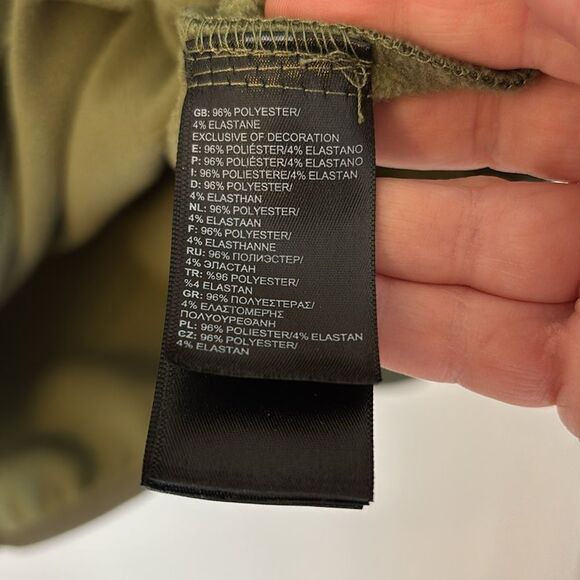 GB: 96% POLYESTER/
4% ELASTANE
EXCLUSIVE OF DECORATION
E: 96% POLIÉSTER/4% ELASTANO
P: 96% POLIÉSTER/4% ELASTANO
I: 96% POLIESTERE/4% ELASTAN
D: 96% POLYESTER/
4% ELASTHAN
NL: 96% POLYESTER/
4% ELASTAAN
F: 96% POLYESTER/
4% ELASTHANNE
RU: 96% ПОЛИЭСТЕР/
4% ЭЛАСТАН
TR: %96 POLYESTER/
%4 ELASTAN
GR: 96% ΠΟΛΥΕΣΤΕΡΑΣ/
4% ΕΛΑΣΤΟΜΕΡΗΣ
ΠΟΛΥΟΥΡΕΘΑΝΗ
PL: 96% POLIESTER/4% ELASTAN
CZ: 96% POLYESTER/
4% ELASTAN